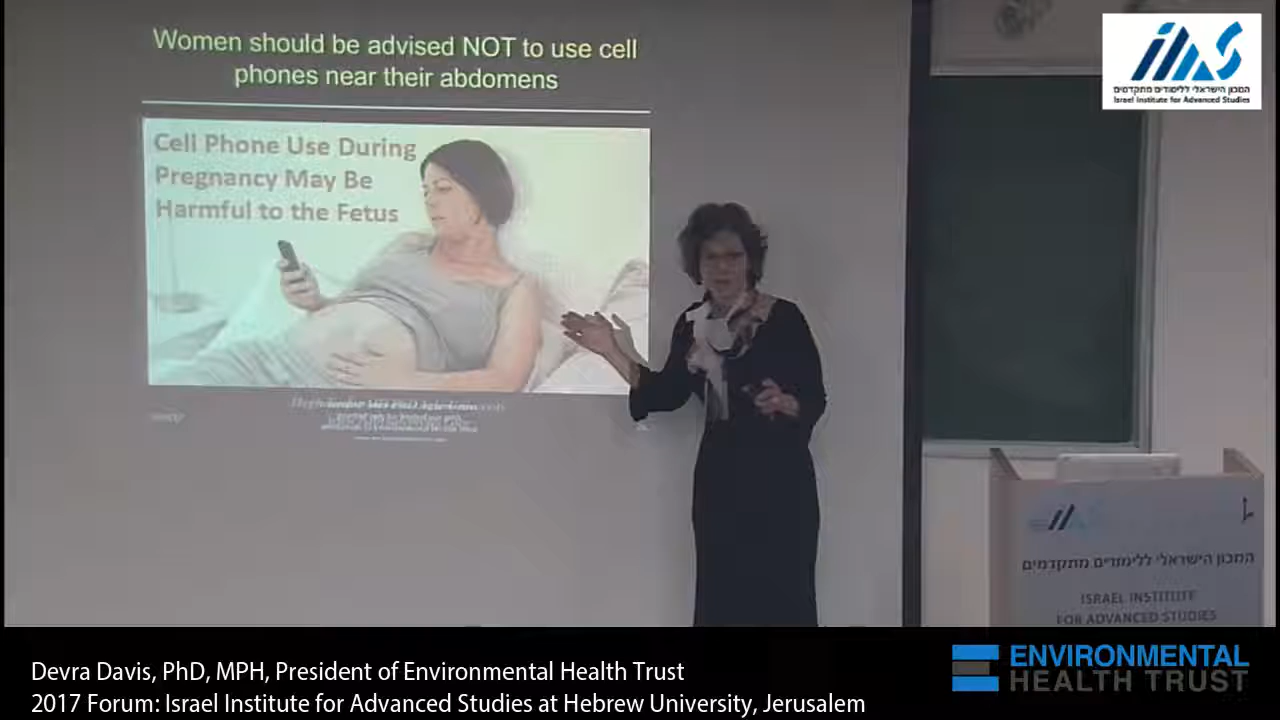 Women should be advised NOT to use cell
phones near their abdomens
Cell Phone Use During
Pregnancy May Be
Harmful to the Fetus
המכון הישראלי ללימודים מתקדמים
Israel Institute for Advanced Studies
המכון הישראלי ללימודים מתקדמים
ISRAEL INSTITUTE
FOR ADVANCED STUDIES
Devra Davis, PhD, MPH, President of Environmental Health Trust
2017 Forum: Israel Institute for Advanced Studies at Hebrew University, Jerusalem
ENVIRONMENTAL
HEALTH TRUST